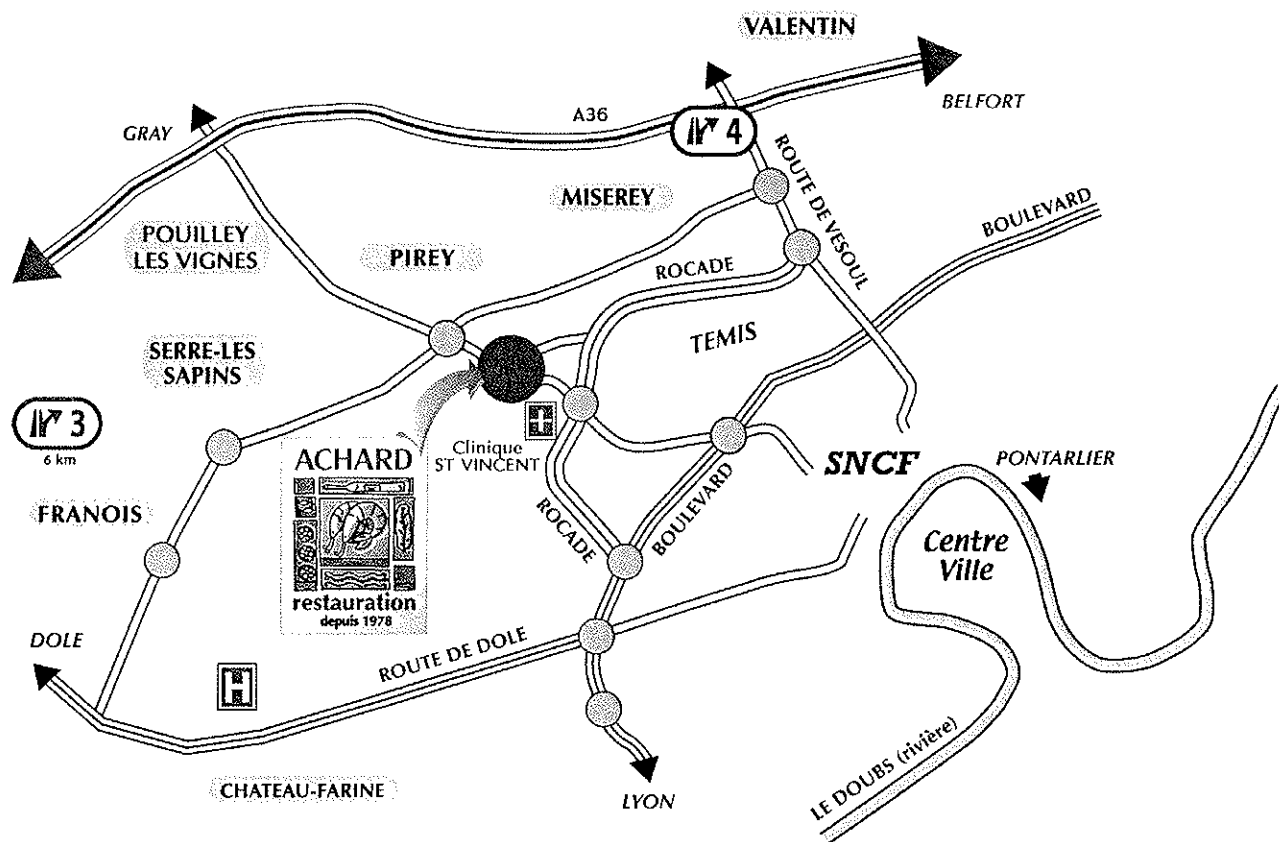 VALENTIN
BELFORT
A36
GRAY
4
ROUTE DE VESOUL
MISEREY
BOULEVARD
POUILLEY
LES VIGNES
PIREY
ROCADE
TEMIS
SERRE-LES
SAPINS
3
6 km
Clinique
ST VINCENT
ACHARD
restauration
depuis 1978
SNCF
PONTARLIER
FRANOIS
ROCADE
BOULEVARD
Centre
Ville
DOLE
H
ROUTE DE DOLE
CHATEAU-FARINE
LYON
LE DOUBS (rivière)